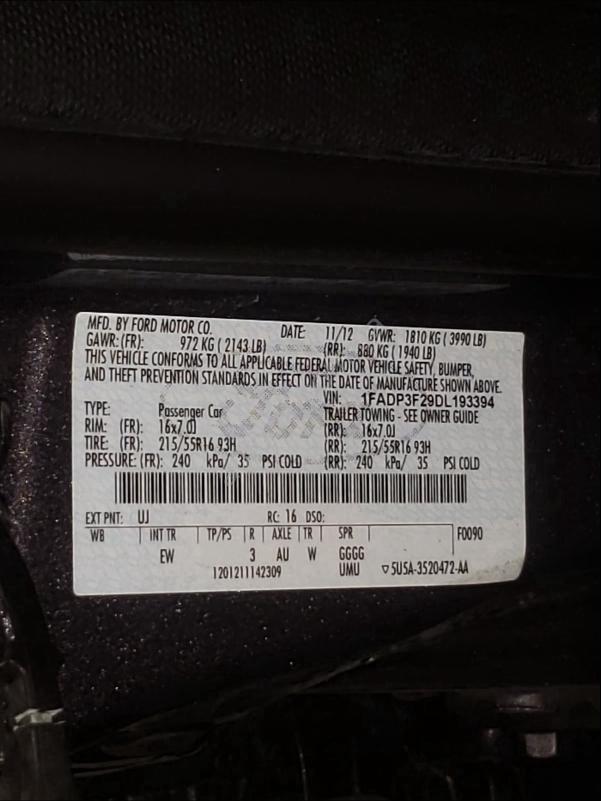 MFD. BY FORD MOTOR CO. DATE: 11/12 GVWR: 1810 KG (3990 LB)
GAWR: (FR): 972 KG (2143 LB) (RR): 880 KG (1940 LB)
THIS VEHICLE CONFORMS TO ALL APPLICABLE FEDERAL MOTOR VEHICLE SAFETY, BUMPER,
AND THEFT PREVENTION STANDARDS IN EFFECT ON THE DATE OF MANUFACTURE SHOWN ABOVE.
VIN: 1FADP3F29DL193394
TYPE: Passenger Car TRAILER TOWING - SEE OWNER GUIDE
RIM: (FR): 16x7.0J (RR): 16x7.0J
TIRE: (FR): 215/55R16 93H (RR): 215/55R16 93H
PRESSURE: (FR): 240 kPa/ 35 PSI COLD (RR): 240 kPa/ 35 PSI COLD
EXT PNT: UJ RC: 16 DSO:
WB INT TR TP/PS R AXLE TR SPR F0090
EW 3 AU W GGGG
1201211142309 UMU ▽5U5A-3520472-AA